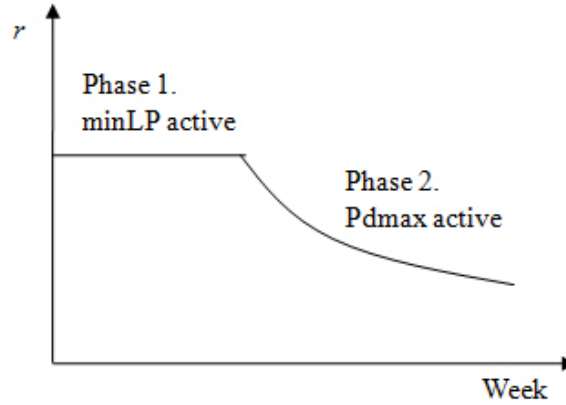 r
Phase 1.
minLP active
Phase 2.
Pdmax active
Week